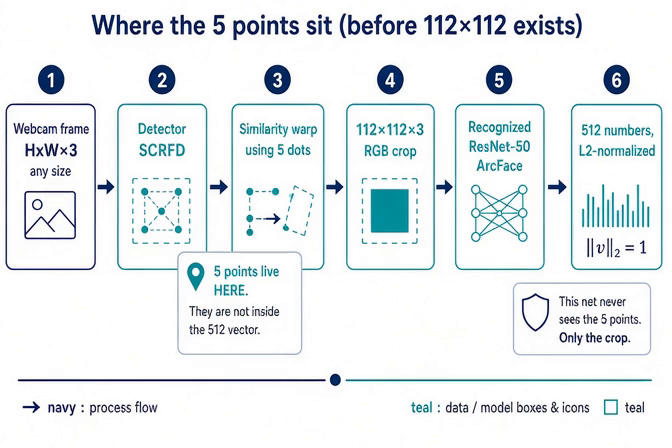 Where the 5 points sit (before 112×112 exists)
1
2
3
4
5
6
Webcam frame
HxW×3
any size
Detector
SCRFD
Similarity warp
using 5 dots
112×112×3
RGB crop
Recognized
ResNet-50
ArcFace
512 numbers,
L2-normalized
‖v‖₂ = 1
5 points live
HERE.
They are not inside
the 512 vector.
This net never
sees the 5 points.
Only the crop.
navy : process flow
teal : data / model boxes & icons
teal